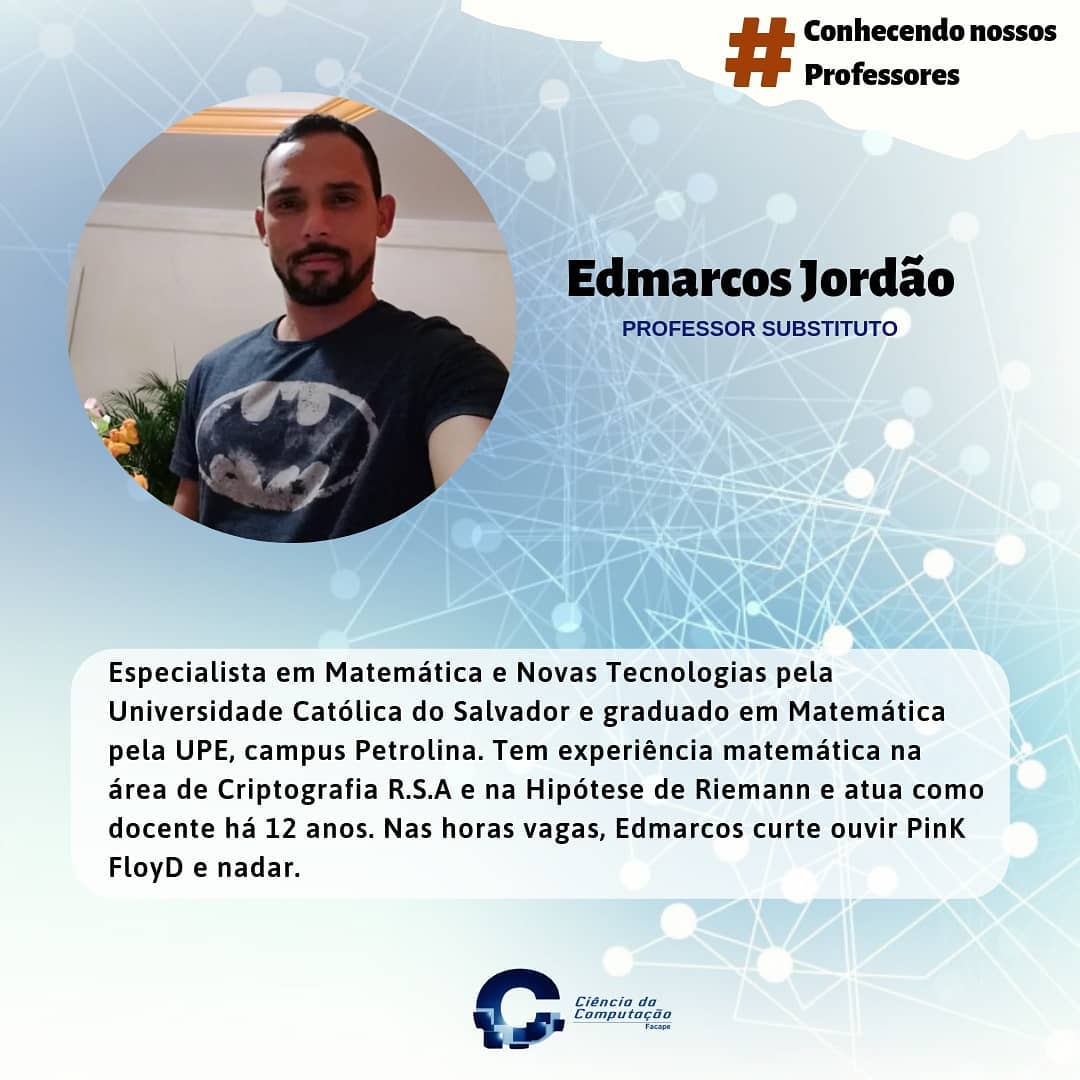 # Conhecendo nossos
Professores
Edmarcos Jordão
PROFESSOR SUBSTITUTO
Especialista em Matemática e Novas Tecnologias pela
Universidade Católica do Salvador e graduado em Matemática
pela UPE, campus Petrolina. Tem experiência matemática na
área de Criptografia R.S.A e na Hipótese de Riemann e atua como
docente há 12 anos. Nas horas vagas, Edmarcos curte ouvir PinK
FloyD e nadar.
Ciência da
Computação
Facape